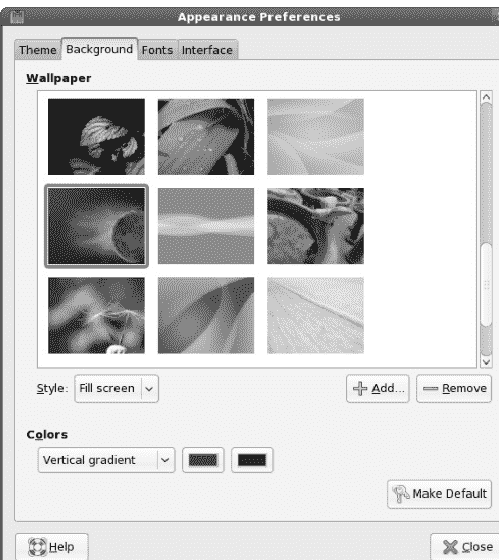 Appearance Preferences
Theme Background Fonts Interface
Wallpaper
Style: Fill screen Add... Remove
Colors
Vertical gradient
Make Default
Help Close